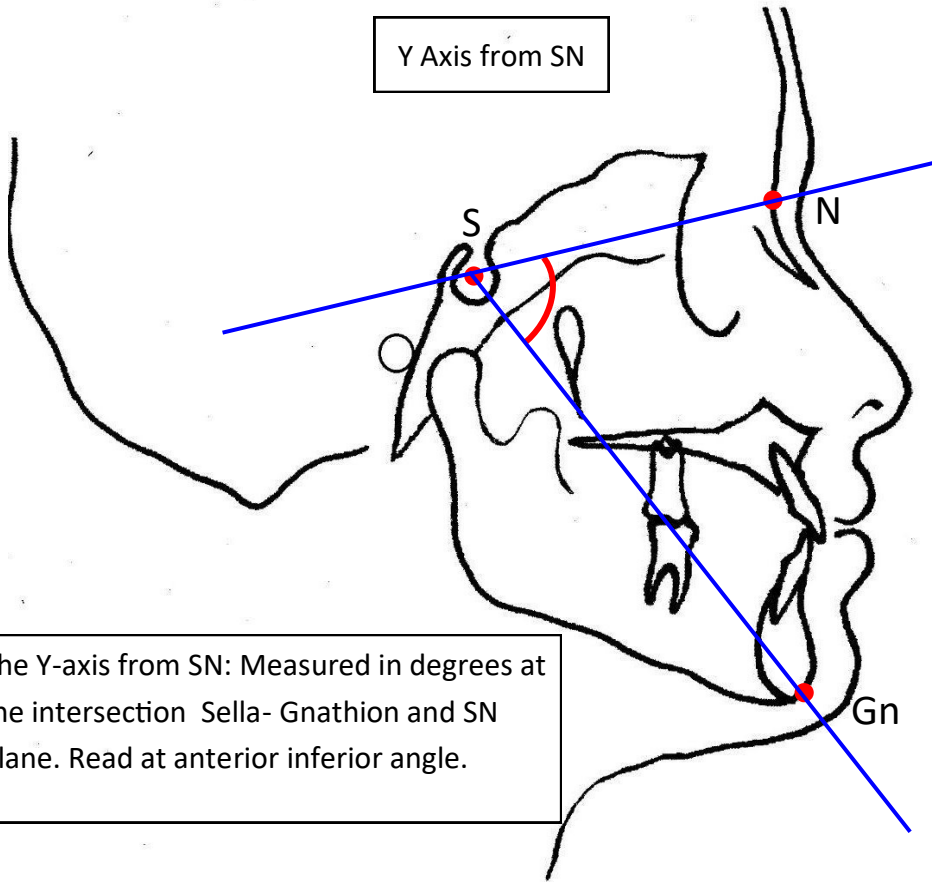 Y Axis from SN
S
N
he Y-axis from SN: Measured in degrees at
ne intersection Sella- Gnathion and SN
lane. Read at anterior inferior angle.
Gn